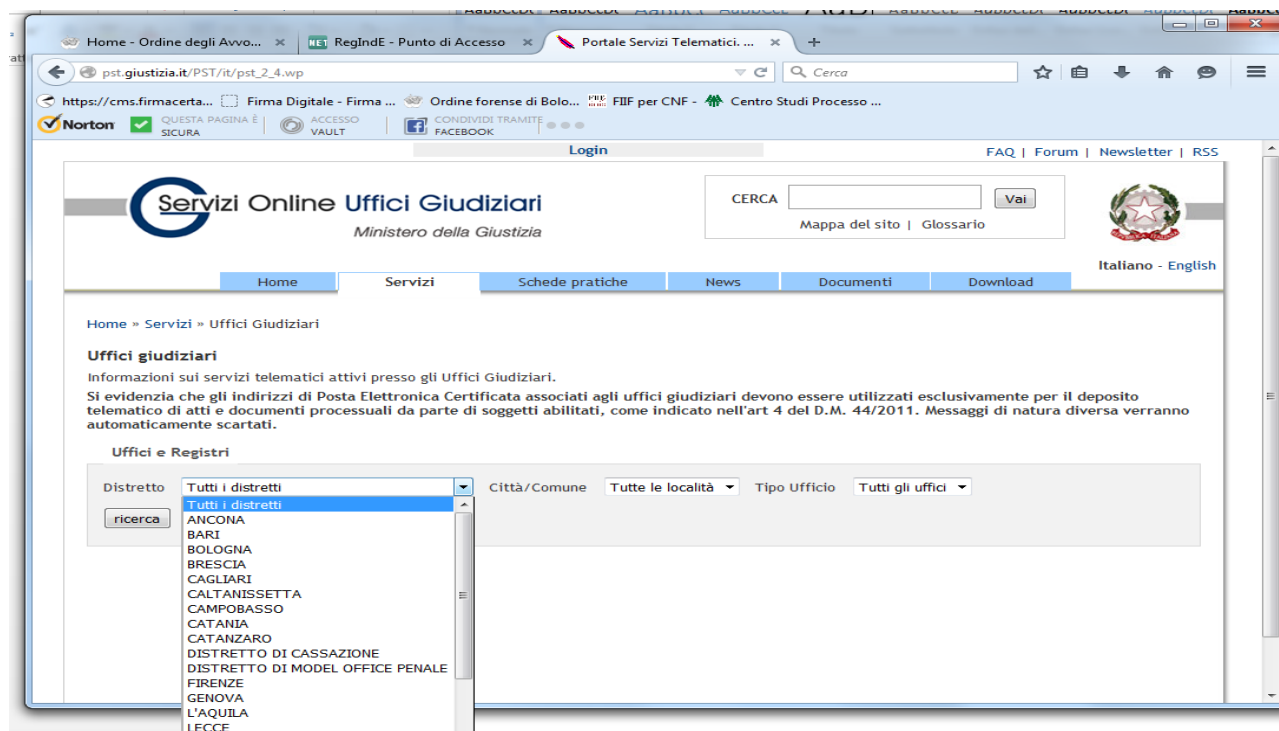 Home - Ordine degli Avvo...
RegIndE - Punto di Accesso
Portale Servizi Telematici. ...
pst.giustizia.it/PST/it/pst_2_4.wp
Cerca
https://cms.firmacerta...
Firma Digitale - Firma ...
Ordine forense di Bolo...
FIIF per CNF -
Centro Studi Processo ...
Norton
QUESTA PAGINA È SICURA
ACCESSO VAULT
CONDIVIDI TRAMITE FACEBOOK
Login
FAQ | Forum | Newsletter | RSS
Servizi Online Uffici Giudiziari
Ministero della Giustizia
CERCA
Vai
Mappa del sito | Glossario
Italiano - English
Home
Servizi
Schede pratiche
News
Documenti
Download
Home » Servizi » Uffici Giudiziari
Uffici giudiziari
Informazioni sui servizi telematici attivi presso gli Uffici Giudiziari.
Si evidenzia che gli indirizzi di Posta Elettronica Certificata associati agli uffici giudiziari devono essere utilizzati esclusivamente per il deposito
telematico di atti e documenti processuali da parte di soggetti abilitati, come indicato nell'art 4 del D.M. 44/2011. Messaggi di natura diversa verranno
automaticamente scartati.
Uffici e Registri
Distretto Tutti i distretti Città/Comune Tutte le località Tipo Ufficio Tutti gli uffici
ricerca
Tutti i distretti
ANCONA
BARI
BOLOGNA
BRESCIA
CAGLIARI
CALTANISSETTA
CAMPOBASSO
CATANIA
CATANZARO
DISTRETTO DI CASSAZIONE
DISTRETTO DI MODEL OFFICE PENALE
FIRENZE
GENOVA
L'AQUILA
LECCE